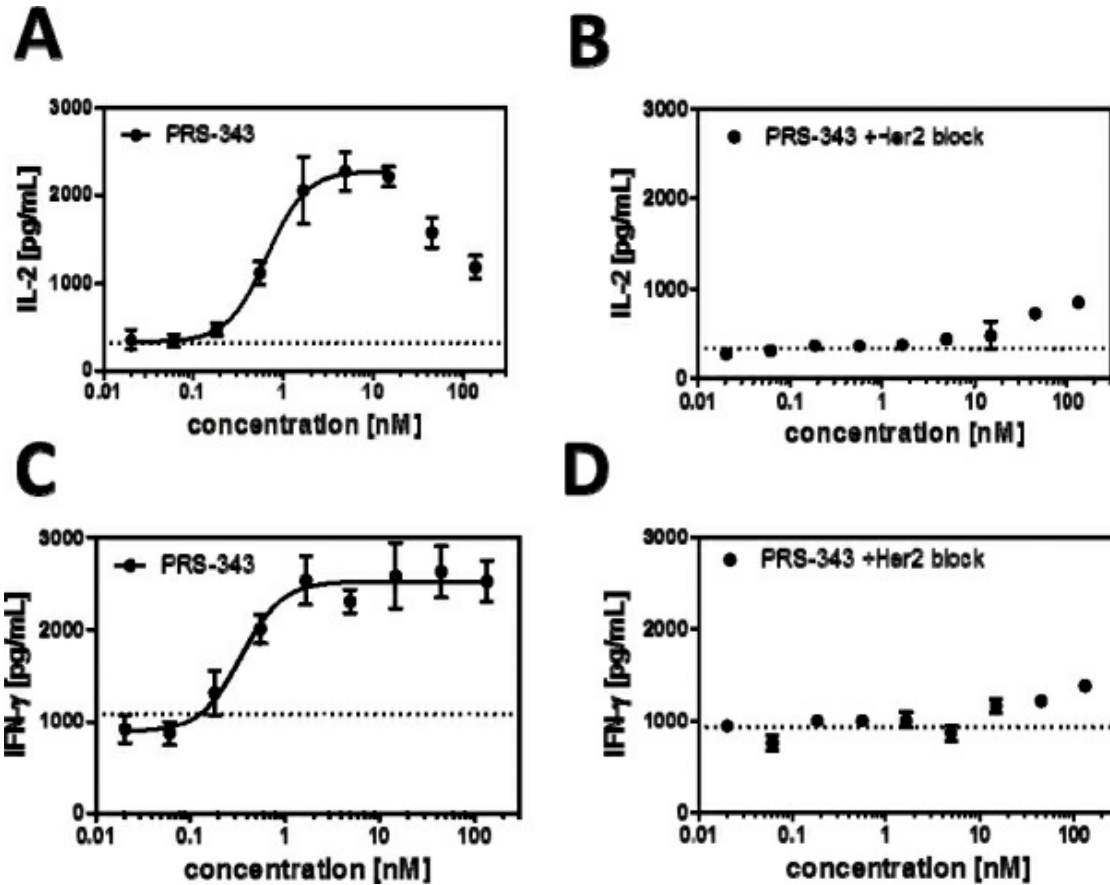 A
3000
2000
1000
0
IL-2 [pg/mL]
PRS-343
0.01 0.1 1 10 100
concentration [nM]
B
3000
2000
1000
0
IL-2 [pg/mL]
PRS-343 +Her2 block
0.01 0.1 1 10 100
concentration [nM]
C
3000
2000
1000
0
IFN-γ [pg/mL]
PRS-343
0.01 0.1 1 10 100
concentration [nM]
D
3000
2000
1000
0
IFN-γ [pg/mL]
PRS-343 +Her2 block
0.01 0.1 1 10 100
concentration [nM]